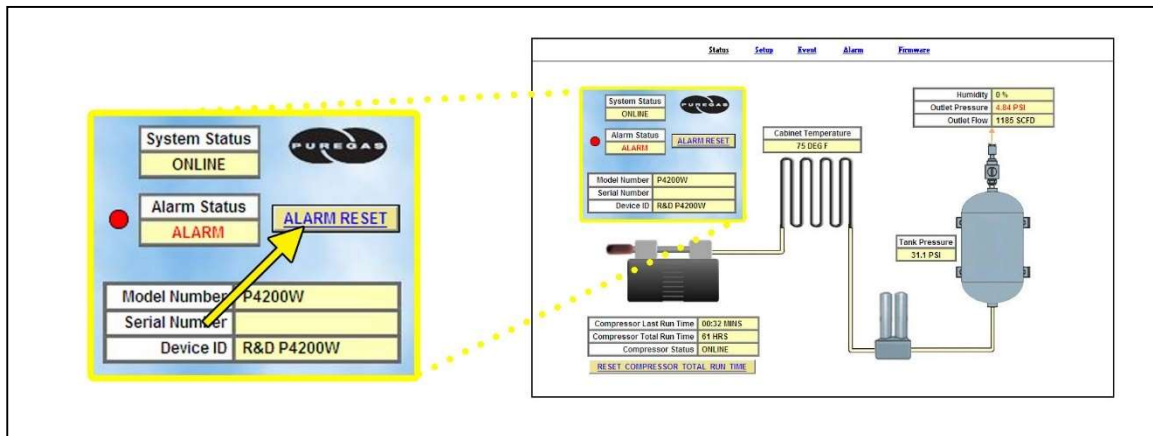 System Status
ONLINE
PUREGAS
Alarm Status
ALARM
ALARM RESET
Model Number P4200W
Serial Number
Device ID R&D P4200W
Status Setup Event Alarm Firmware
System Status
ONLINE
PUREGAS
Alarm Status
ALARM
ALARM RESET
Model Number P4200W
Serial Number
Device ID R&D P4200W
Cabinet Temperature
75 DEG F
Humidity 0 %
Outlet Pressure 4.84 PSI
Outlet Flow 1185 SCFD
Tank Pressure
31.1 PSI
Compressor Last Run Time 00:32 MINS
Compressor Total Run Time 61 HRS
Compressor Status ONLINE
RESET COMPRESSOR TOTAL RUN TIME